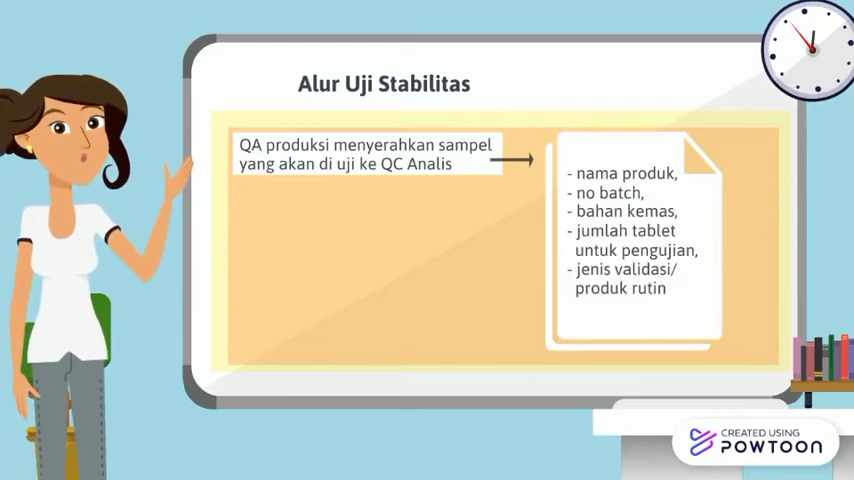 Alur Uji Stabilitas
QA produksi menyerahkan sampel
yang akan di uji ke QC Analis
- nama produk,
- no batch,
- bahan kemas,
- jumlah tablet
untuk pengujian,
- jenis validasi/
produk rutin
CREATED USING
POWTOON